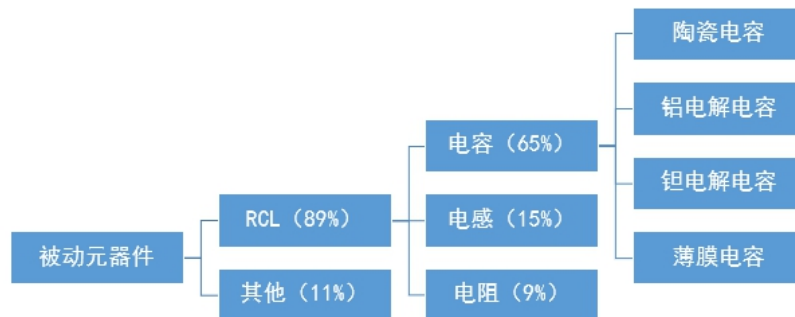 被动元器件
RCL（89%）
其他（11%）
电容（65%）
电感（15%）
电阻（9%）
陶瓷电容
铝电解电容
钽电解电容
薄膜电容